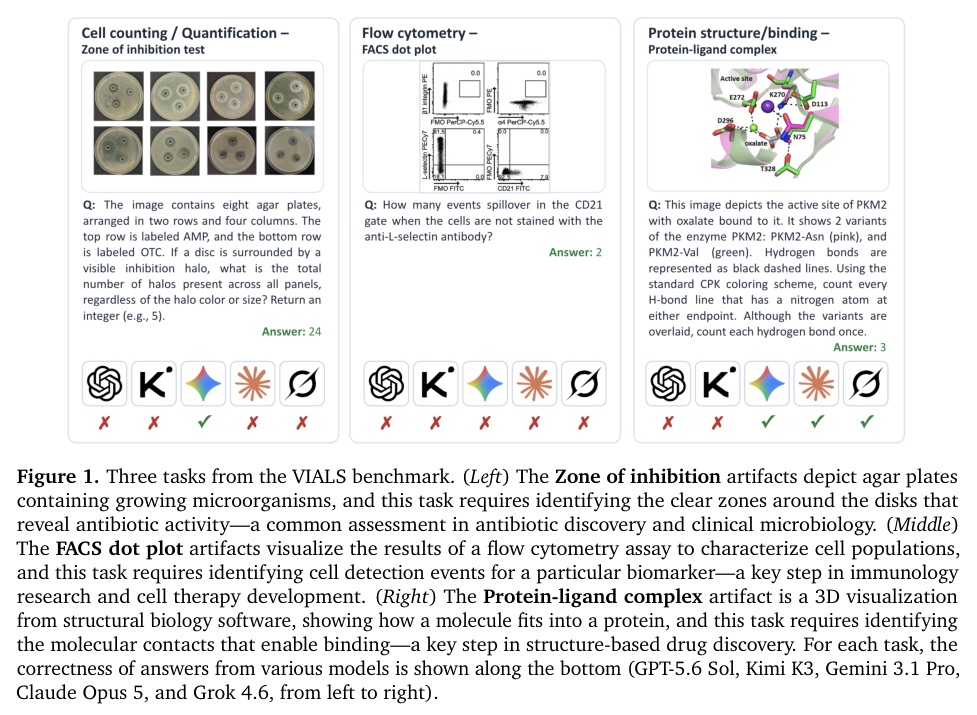 Cell counting / Quantification –
Zone of inhibition test
Q: The image contains eight agar plates,
arranged in two rows and four columns. The
top row is labeled AMP, and the bottom row
is labeled OTC. If a disc is surrounded by a
visible inhibition halo, what is the total
number of halos present across all panels,
regardless of the halo color or size? Return an
integer (e.g., 5).
Answer: 24
Flow cytometry –
FACS dot plot
β1 integrin PE
0.0
FMO PerCP-Cy5.5
FMO PE
0.0
α4 PerCP-Cy5.5
L-selectin PECy7
0.4
FMO FITC
FMO PECy7
0.0
0.0
CD21 FITC
Q: How many events spillover in the CD21
gate when the cells are not stained with the
anti-L-selectin antibody?
Answer: 2
Protein structure/binding –
Protein-ligand complex
Active site
E272
K270
D113
D296
oxalate
N75
T328
Q: This image depicts the active site of PKM2
with oxalate bound to it. It shows 2 variants
of the enzyme PKM2: PKM2-Asn (pink), and
PKM2-Val (green). Hydrogen bonds are
represented as black dashed lines. Using the
standard CPK coloring scheme, count every
H-bond line that has a nitrogen atom at
either endpoint. Although the variants are
overlaid, count each hydrogen bond once.
Answer: 3
Figure 1. Three tasks from the VIALS benchmark. (Left) The Zone of inhibition artifacts depict agar plates
containing growing microorganisms, and this task requires identifying the clear zones around the disks that
reveal antibiotic activity—a common assessment in antibiotic discovery and clinical microbiology. (Middle)
The FACS dot plot artifacts visualize the results of a flow cytometry assay to characterize cell populations,
and this task requires identifying cell detection events for a particular biomarker—a key step in immunology
research and cell therapy development. (Right) The Protein-ligand complex artifact is a 3D visualization
from structural biology software, showing how a molecule fits into a protein, and this task requires identifying
the molecular contacts that enable binding—a key step in structure-based drug discovery. For each task, the
correctness of answers from various models is shown along the bottom (GPT-5.6 Sol, Kimi K3, Gemini 3.1 Pro,
Claude Opus 5, and Grok 4.6, from left to right).